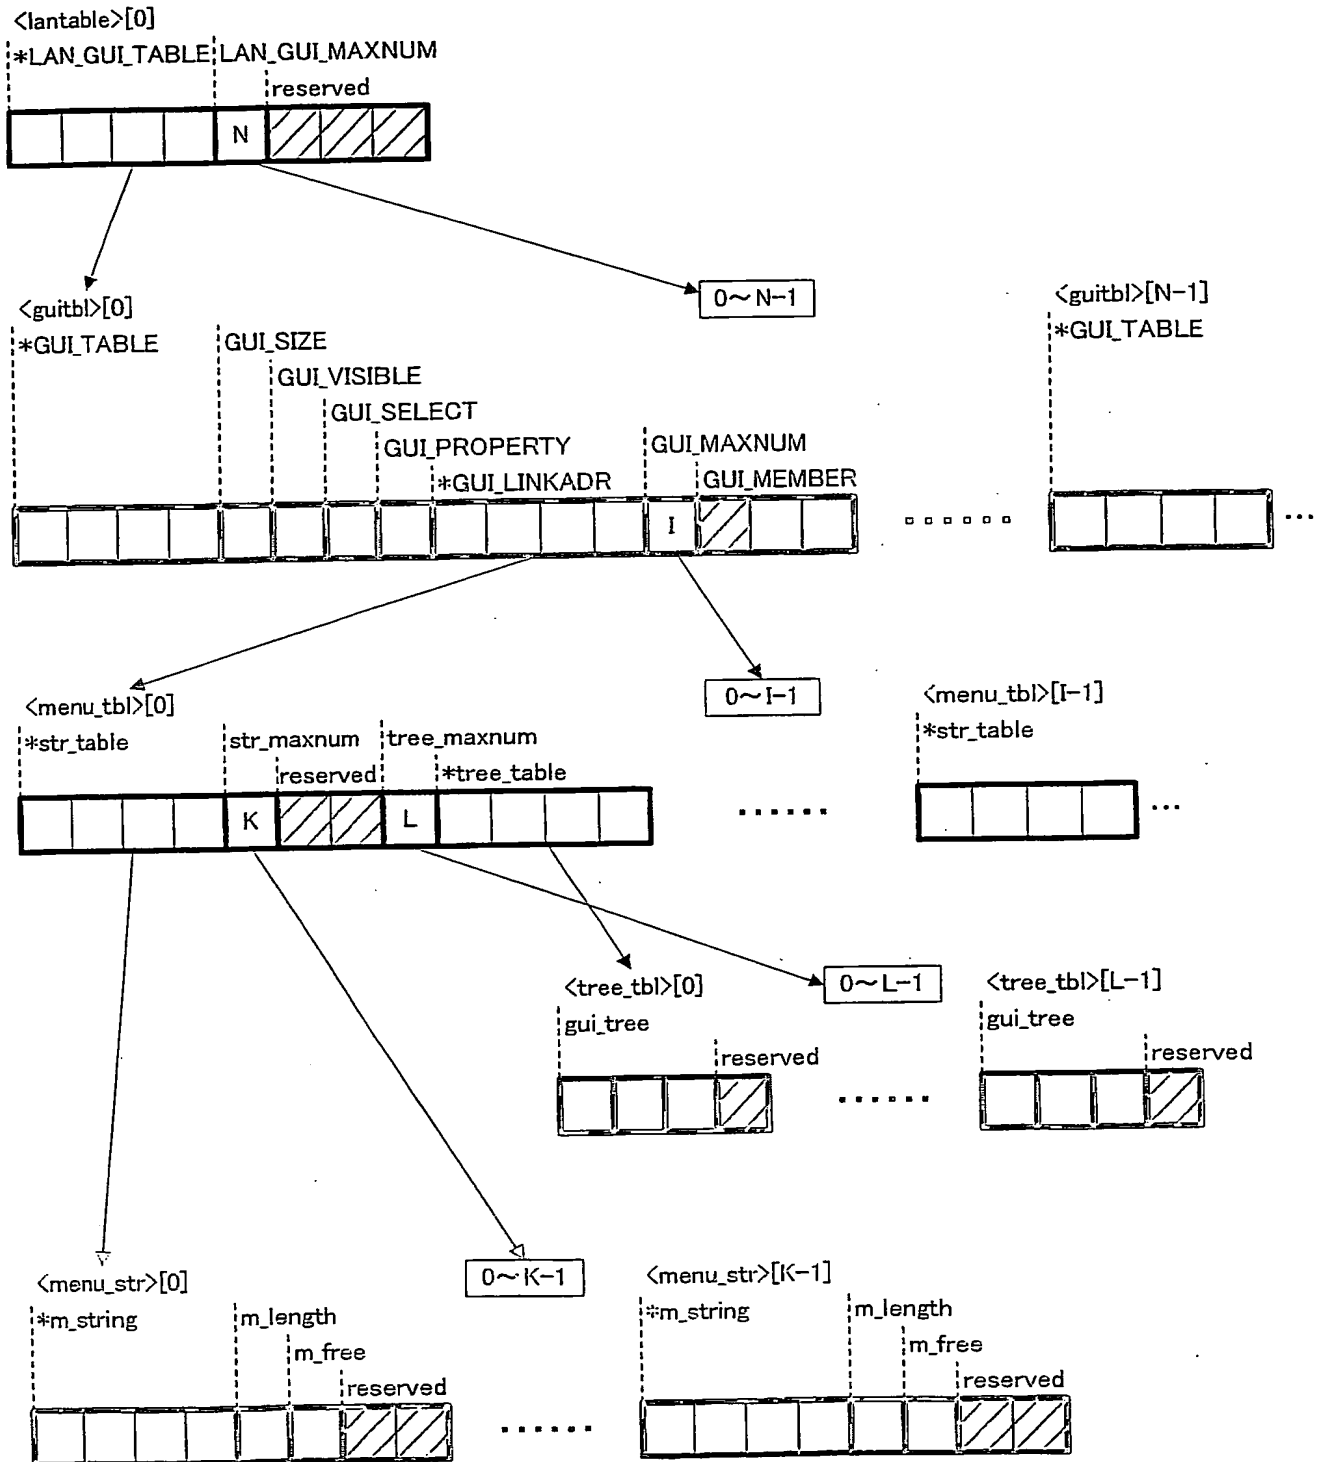 <lantable>[0]
*LAN_GUI_TABLE LAN_GUI_MAXNUM
reserved
N
0~N-1
<guitbl>[0]
<guitbl>[N-1]
*GUI_TABLE
GUI_SIZE
*GUI_TABLE
GUI_VISIBLE
GUI_SELECT
GUI_PROPERTY
GUI_MAXNUM
*GUI_LINKADR
GUI_MEMBER
I
...
0~I-1
<menu_tbl>[0]
<menu_tbl>[I-1]
*str_table
str_maxnum
tree_maxnum
*str_table
reserved
*tree_table
K
L
...
<tree_tbl>[0]
0~L-1
<tree_tbl>[L-1]
gui_tree
gui_tree
reserved
reserved
<menu_str>[0]
0~K-1
<menu_str>[K-1]
*m_string
m_length
*m_string
m_length
m_free
m_free
reserved
reserved